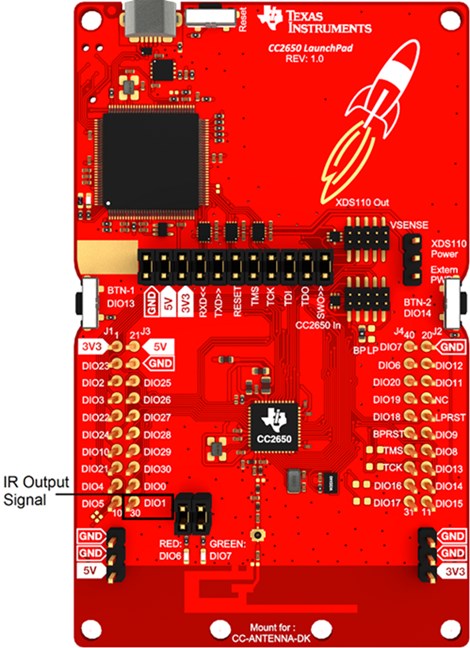 Reset
TEXAS
INSTRUMENTS
CC2650 LaunchPad
REV: 1.0
XDS110 Out
VSENSE
XDS110
Power
Extern
BTN-1
DIO13
GND
5V
3V3
RXD<<
TXD>>
RESET
TMS
TCK
TDI
TDO
SWO>>
CC2650 In
BTN-2
DIO14
BP LP
J1 1 21 J3
J4 40 20 J2
3V3 5V DIO7 GND
DIO23 GND DIO6 DIO12
DIO2 DIO25 DIO20 DIO11
DIO3 DIO26 DIO19 NC
DIO22 DIO27 DIO18 LPRST
DIO24 DIO28 BPRST DIO9
DIO10 DIO29 TMS DIO8
DIO21 DIO30 TCK DIO13
DIO4 DIO0 DIO16 DIO14
DIO5 DIO1 DIO17 DIO15
10 30 31 11
CC2650
IR Output
Signal
GND
GND
5V
RED:
DIO6
GREEN:
DIO7
GND
GND
3V3
Mount for :
CC-ANTENNA-DK